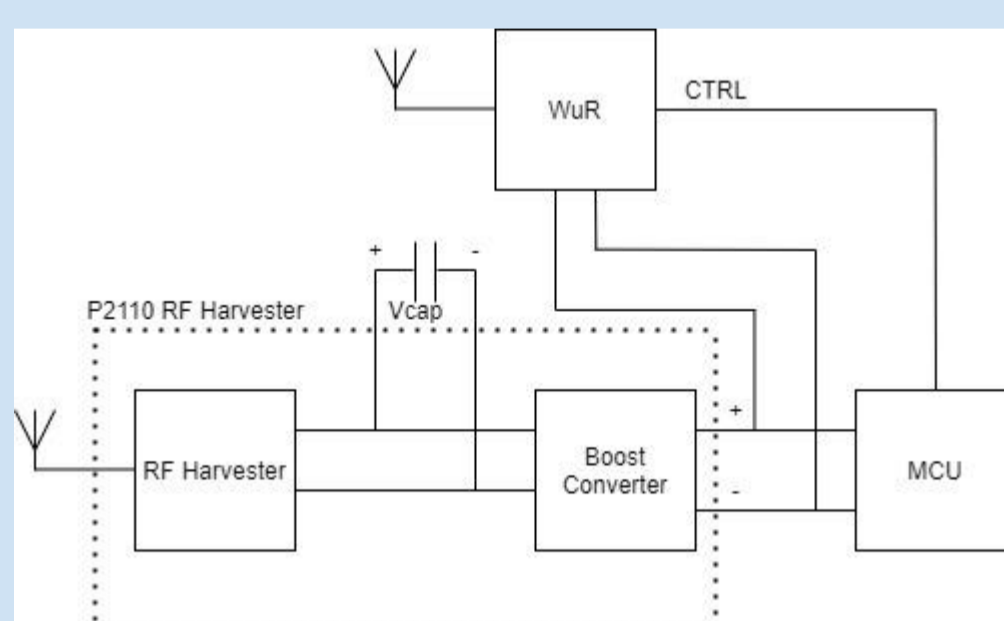 WuR
CTRL
+ -
P2110 RF Harvester
Vcap
RF Harvester
Boost
Converter
+
-
MCU